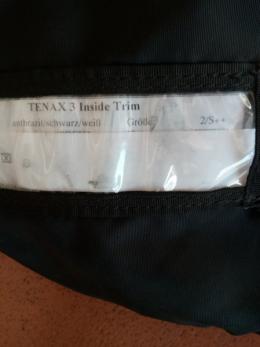 TENAX 3 Inside Trim
anthrazit/schwarz/weiß Größe 2/S++